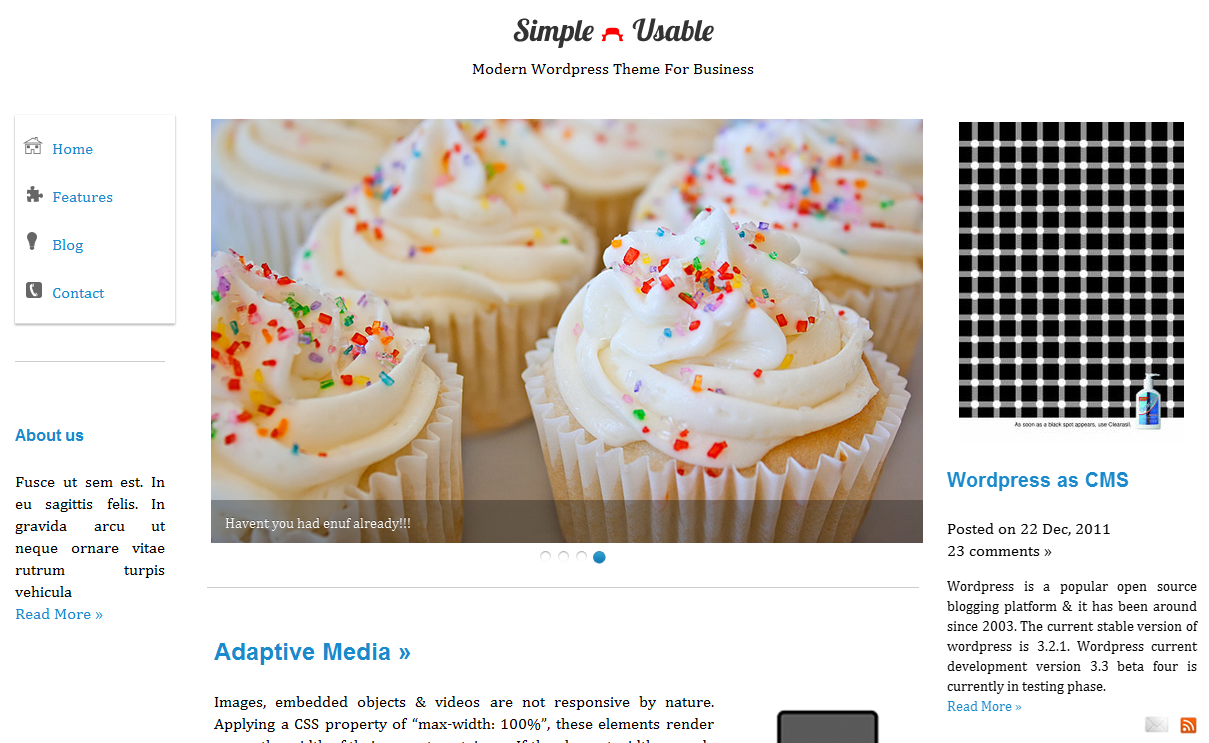 Simple Usable
Modern Wordpress Theme For Business
Home
Features
Blog
Contact
About us
Fusce ut sem est. In
eu sagittis felis. In
gravida arcu ut
neque ornare vitae
rutrum turpis
vehicula
Read More »
Havent you had enuf already!!!
Adaptive Media »
Images, embedded objects & videos are not responsive by nature.
Applying a CSS property of “max-width: 100%”, these elements render
As soon as a black spot appears, use Clearasil.
Wordpress as CMS
Posted on 22 Dec, 2011
23 comments »
Wordpress is a popular open source
blogging platform & it has been around
since 2003. The current stable version of
wordpress is 3.2.1. Wordpress current
development version 3.3 beta four is
currently in testing phase.
Read More »